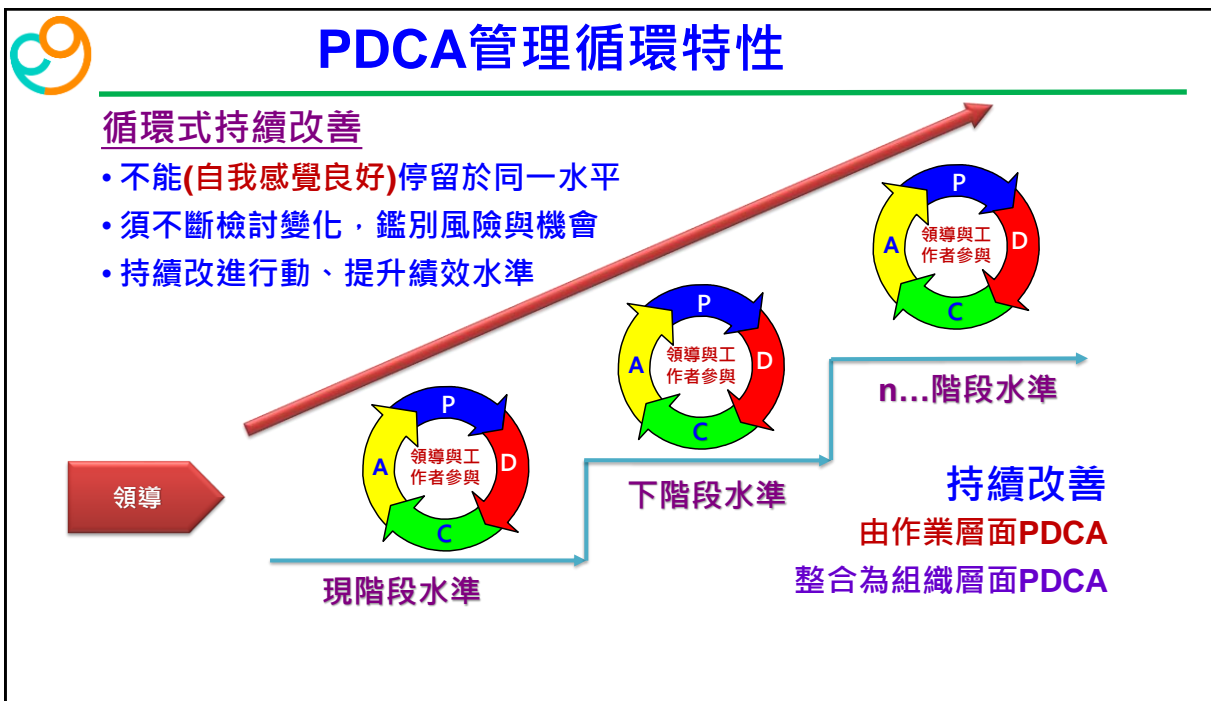 PDCA管理循環特性
循環式持續改善
• 不能(自我感覺良好)停留於同一水平
• 須不斷檢討變化，鑑別風險與機會
• 持續改進行動、提升績效水準
P
D
C
A
領導與工
作者參與
n...階段水準
P
D
C
A
領導與工
作者參與
下階段水準
P
D
C
A
領導與工
作者參與
現階段水準
領導
持續改善
由作業層面PDCA
整合為組織層面PDCA